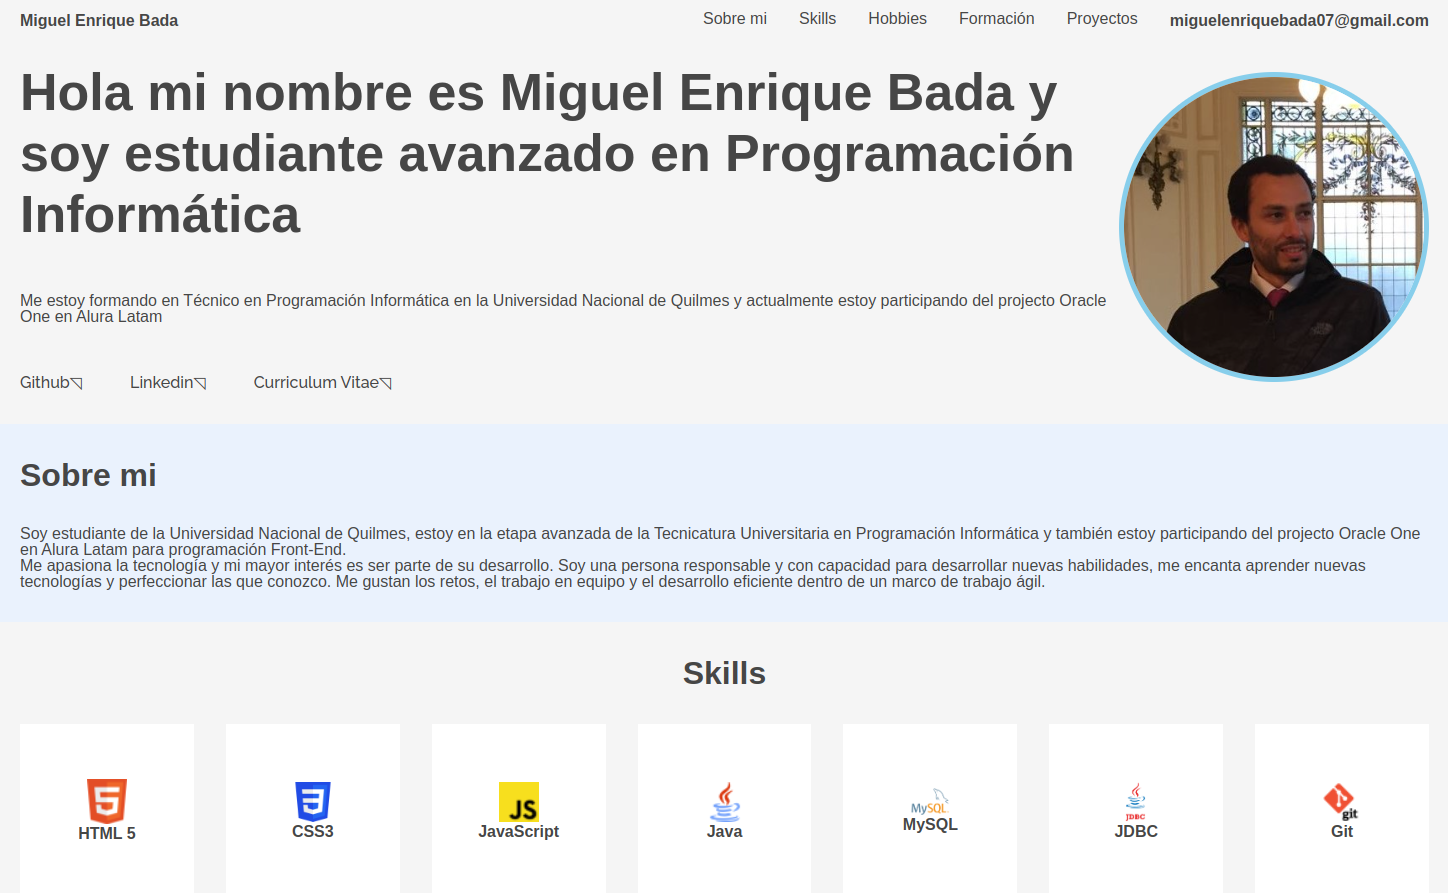 Miguel Enrique Bada
Sobre mi
Skills
Hobbies
Formación
Proyectos
miguelenriquebada07@gmail.com
Hola mi nombre es Miguel Enrique Bada y
soy estudiante avanzado en Programación
Informática
Me estoy formando en Técnico en Programación Informática en la Universidad Nacional de Quilmes y actualmente estoy participando del projecto Oracle
One en Alura Latam
Github
Linkedin
Curriculum Vitae
Sobre mi
Soy estudiante de la Universidad Nacional de Quilmes, estoy en la etapa avanzada de la Tecnicatura Universitaria en Programación Informática y también estoy participando del projecto Oracle One
en Alura Latam para programación Front-End.
Me apasiona la tecnología y mi mayor interés es ser parte de su desarrollo. Soy una persona responsable y con capacidad para desarrollar nuevas habilidades, me encanta aprender nuevas
tecnologías y perfeccionar las que conozco. Me gustan los retos, el trabajo en equipo y el desarrollo eficiente dentro de un marco de trabajo ágil.
Skills
5
HTML 5
3
CSS3
JS
JavaScript
Java
MySQL
MySQL
JDBC
JDBC
git
Git